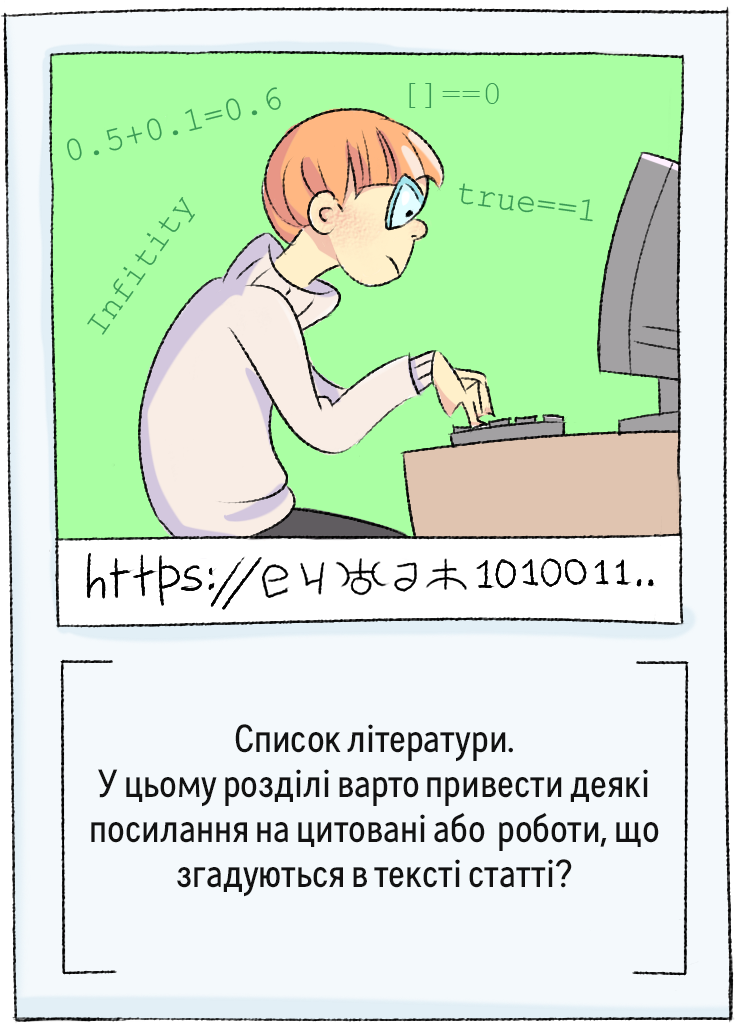 0.5+0.1=0.6
[]==0
true==1
Infitity
https:// 1010011..
Список літератури.
У цьому розділі варто привести деякі
посилання на цитовані або роботи, що
згадуються в тексті статті?